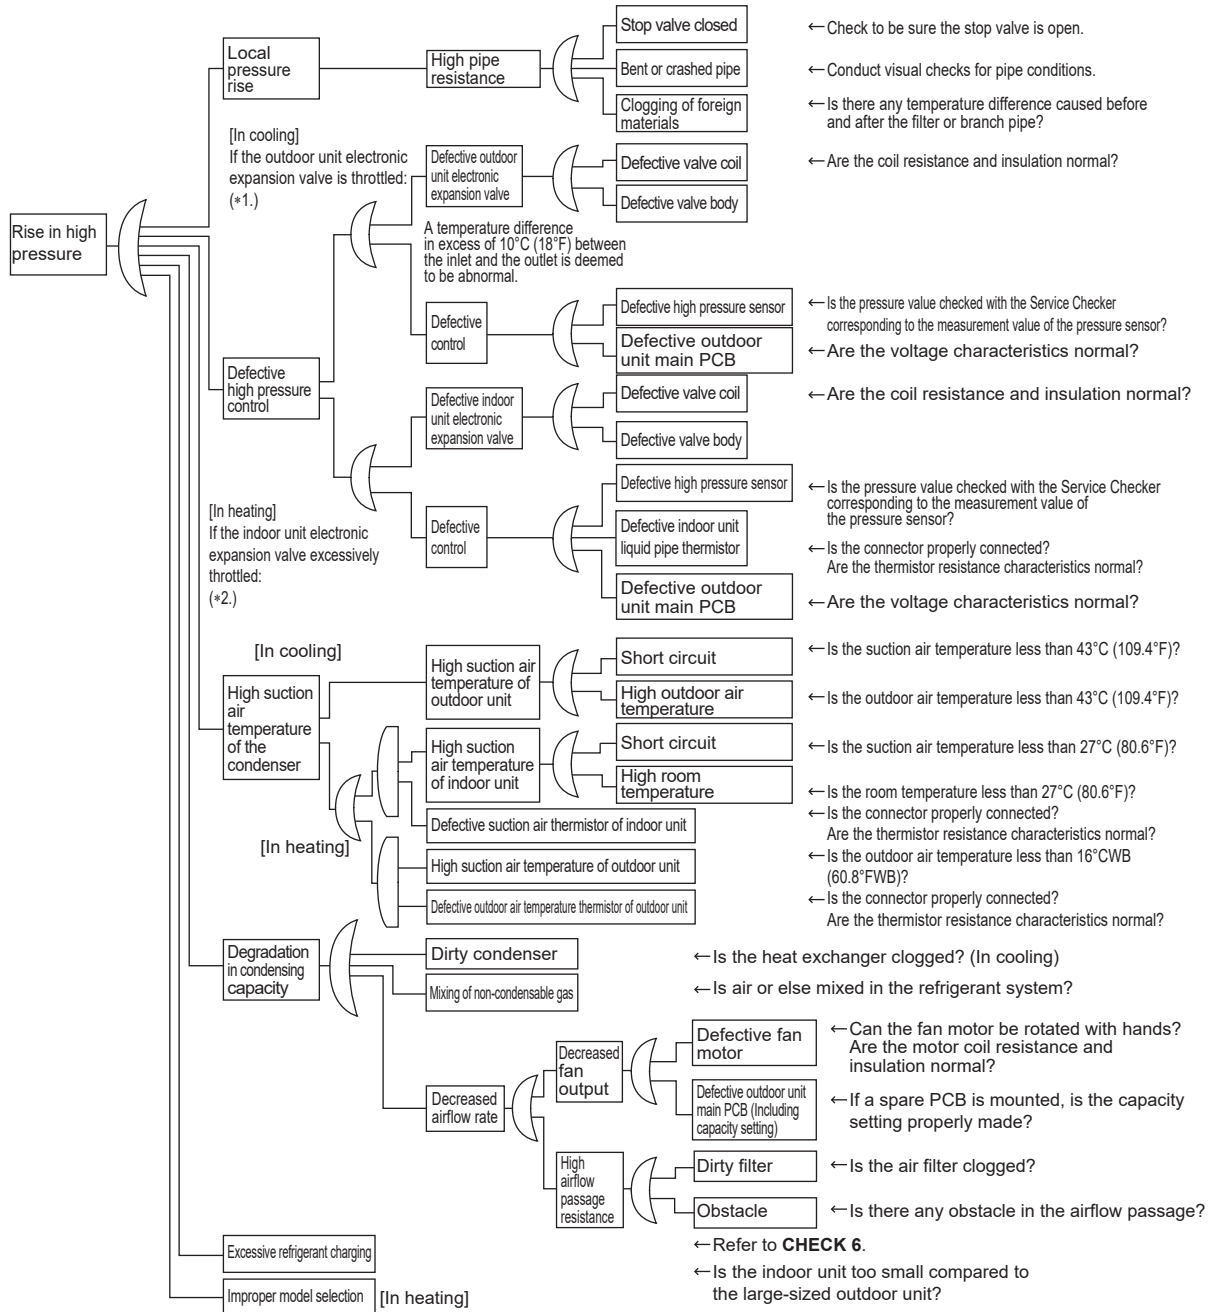 Stop valve closed
←Check to be sure the stop valve is open.
Local
pressure
rise
High pipe
resistance
Bent or crashed pipe
←Conduct visual checks for pipe conditions.
Clogging of foreign
materials
←Is there any temperature difference caused before
and after the filter or branch pipe?
[In cooling]
If the outdoor unit electronic
expansion valve is throttled:
(*1.)
Defective outdoor
unit electronic
expansion valve
Defective valve coil
←Are the coil resistance and insulation normal?
Defective valve body
Rise in high
pressure
A temperature difference
in excess of 10°C (18°F) between
the inlet and the outlet is deemed
to be abnormal.
Defective
control
Defective high pressure sensor
←Is the pressure value checked with the Service Checker
corresponding to the measurement value of the pressure sensor?
Defective outdoor
unit main PCB
←Are the voltage characteristics normal?
Defective
high pressure
control
Defective indoor
unit electronic
expansion valve
Defective valve coil
←Are the coil resistance and insulation normal?
Defective valve body
[In heating]
If the indoor unit electronic
expansion valve excessively
throttled:
(*2.)
Defective
control
Defective high pressure sensor
←Is the pressure value checked with the Service Checker
corresponding to the measurement value of
the pressure sensor?
Defective indoor unit
liquid pipe thermistor
←Is the connector properly connected?
Are the thermistor resistance characteristics normal?
Defective outdoor
unit main PCB
←Are the voltage characteristics normal?
[In cooling]
High suction
air
temperature
of the
condenser
High suction air
temperature of
outdoor unit
Short circuit
←Is the suction air temperature less than 43°C (109.4°F)?
High outdoor air
temperature
←Is the outdoor air temperature less than 43°C (109.4°F)?
High suction
air temperature
of indoor unit
Short circuit
←Is the suction air temperature less than 27°C (80.6°F)?
High room
temperature
←Is the room temperature less than 27°C (80.6°F)?
[In heating]
Defective suction air thermistor of indoor unit
←Is the connector properly connected?
Are the thermistor resistance characteristics normal?
High suction air temperature of outdoor unit
←Is the outdoor air temperature less than 16°CWB
(60.8°FWB)?
Defective outdoor air temperature thermistor of outdoor unit
←Is the connector properly connected?
Are the thermistor resistance characteristics normal?
Degradation
in condensing
capacity
Dirty condenser
←Is the heat exchanger clogged? (In cooling)
Mixing of non-condensable gas
←Is air or else mixed in the refrigerant system?
Decreased
airflow rate
Decreased
fan
output
Defective fan
motor
←Can the fan motor be rotated with hands?
Are the motor coil resistance and
insulation normal?
Defective outdoor unit
main PCB (Including
capacity setting)
←If a spare PCB is mounted, is the capacity
setting properly made?
High
airflow
passage
resistance
Dirty filter
←Is the air filter clogged?
Obstacle
←Is there any obstacle in the airflow passage?
Excessive refrigerant charging
←Refer to CHECK 6.
Improper model selection
[In heating]
←Is the indoor unit too small compared to
the large-sized outdoor unit?